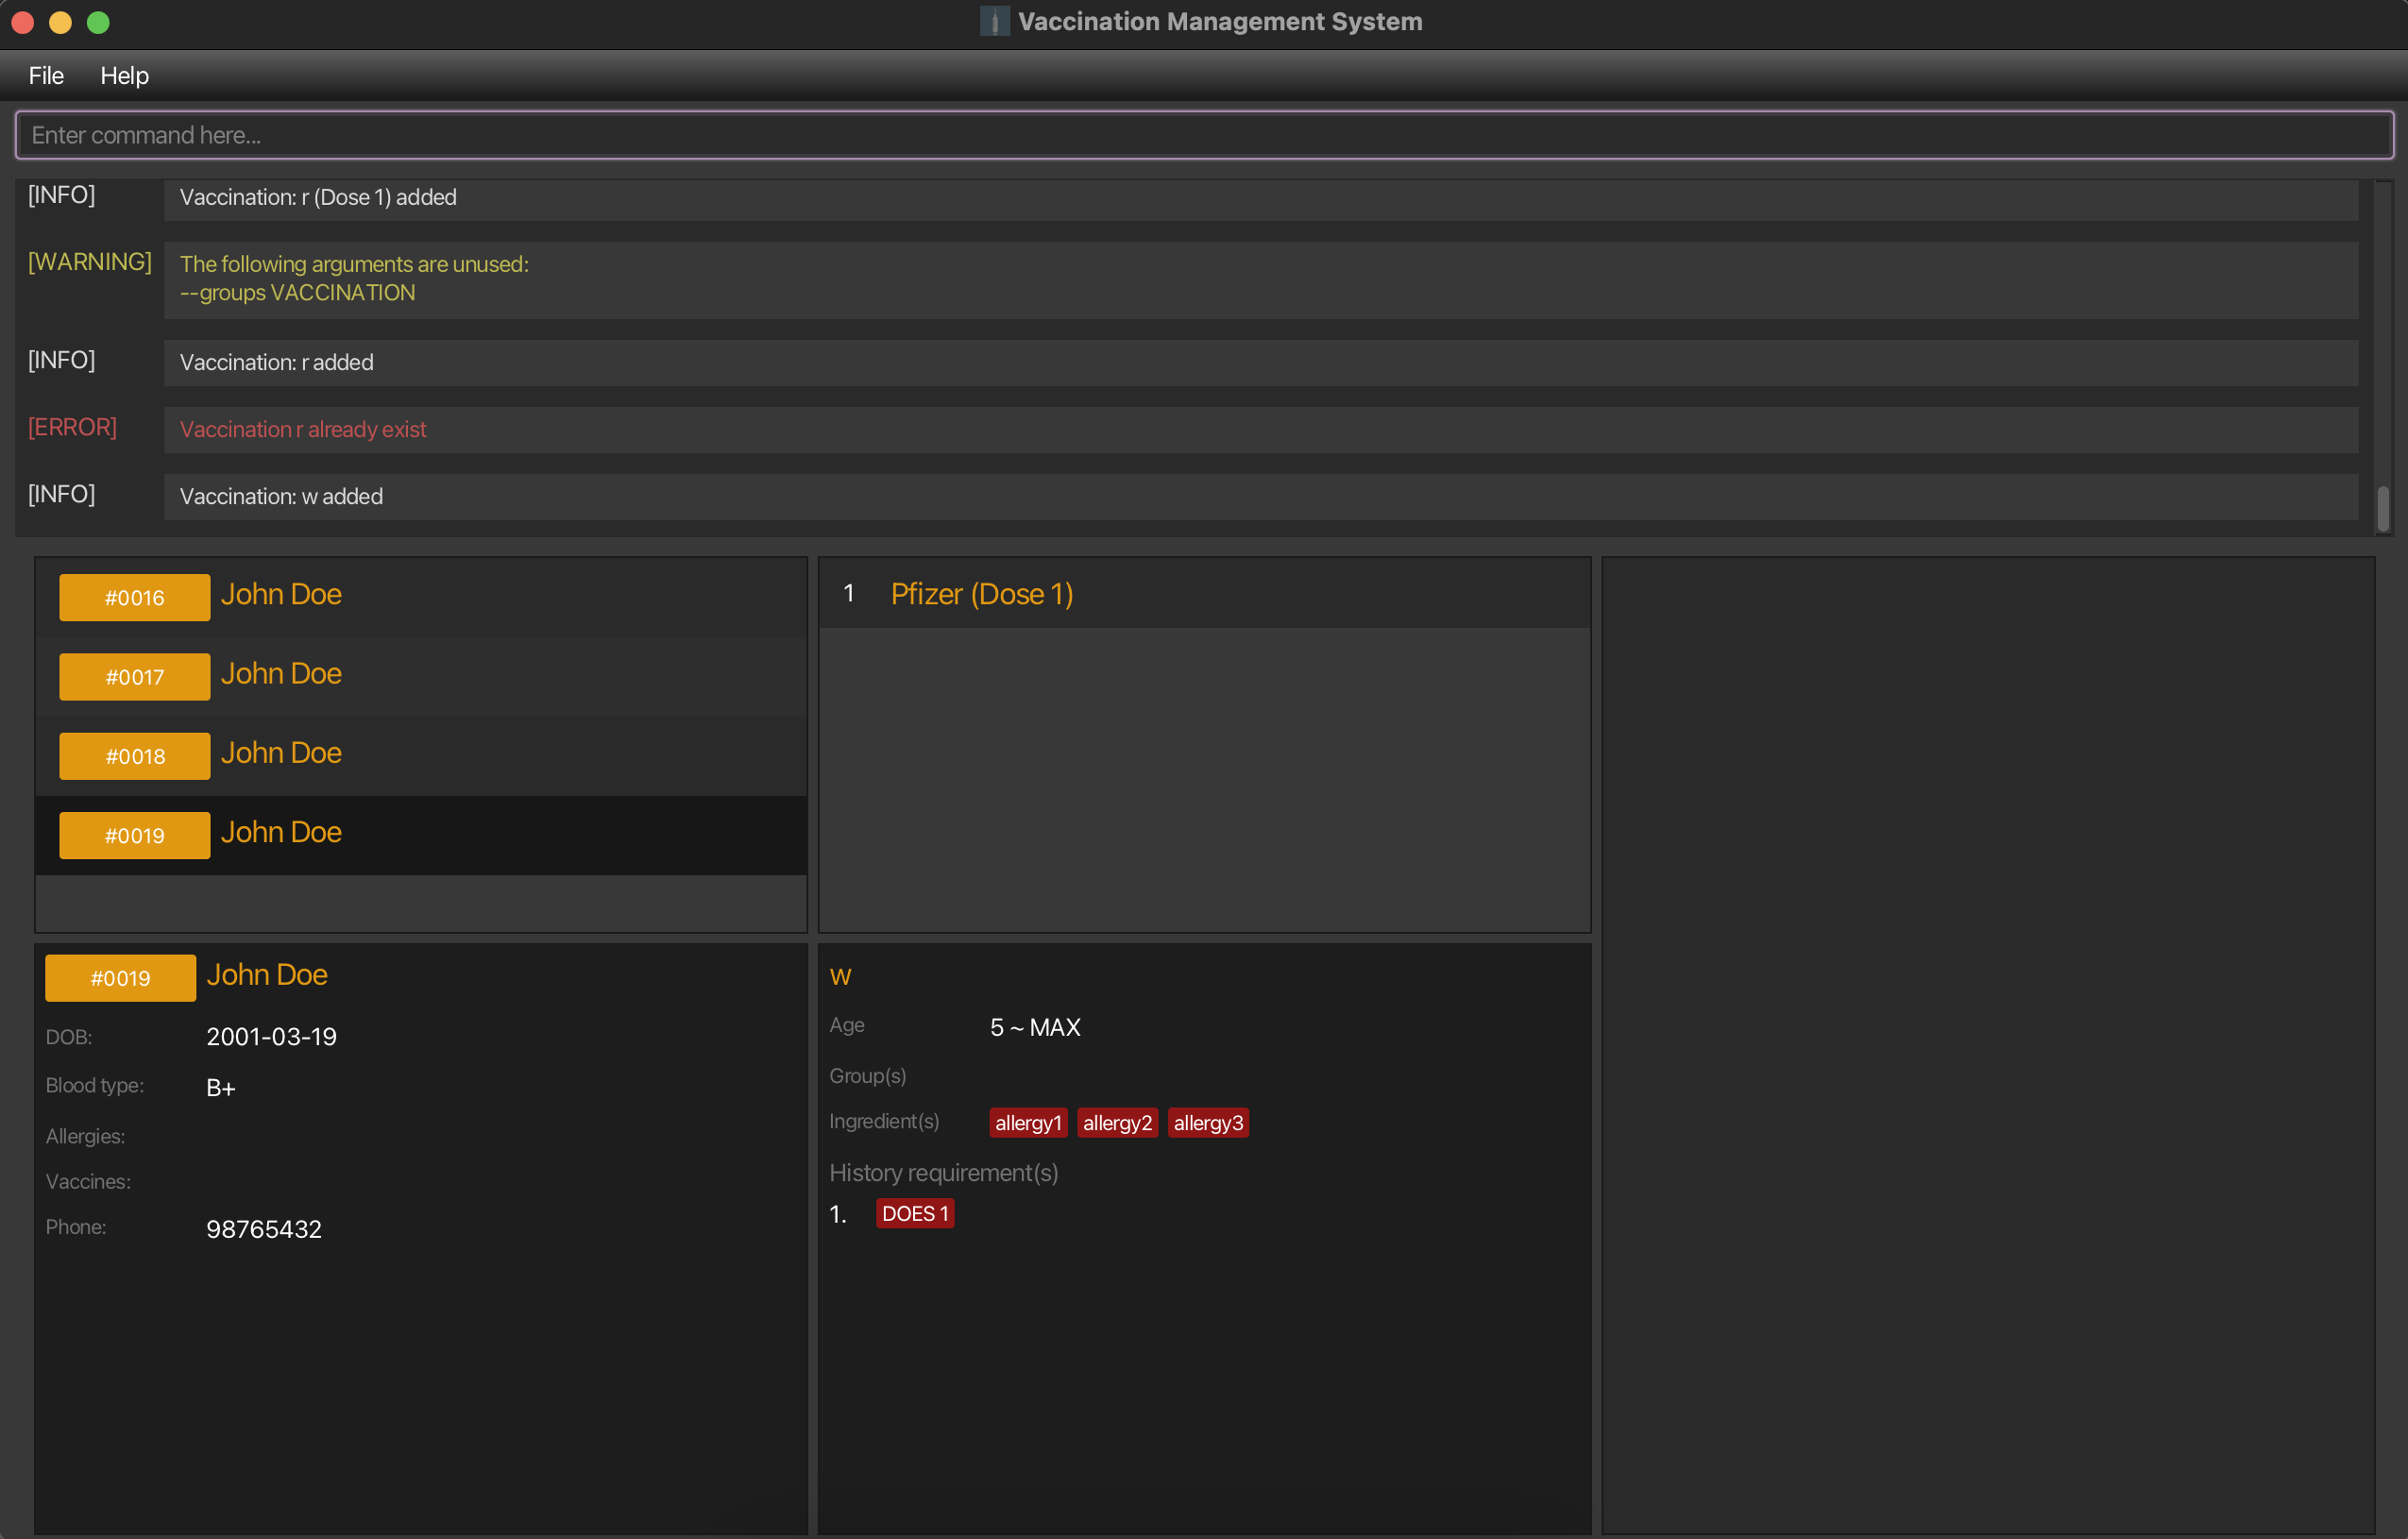 Vaccination Management System
File Help
Enter command here...
[INFO] Vaccination: r (Dose 1) added
[WARNING] The following arguments are unused:
--groups VACCINATION
[INFO] Vaccination: r added
[ERROR] Vaccination r already exist
[INFO] Vaccination: w added
#0016 John Doe
#0017 John Doe
#0018 John Doe
#0019 John Doe
1 Pfizer (Dose 1)
#0019 John Doe
DOB: 2001-03-19
Blood type: B+
Allergies:
Vaccines:
Phone: 98765432
w
Age 5 ~ MAX
Group(s)
Ingredient(s) allergy1 allergy2 allergy3
History requirement(s)
1. DOES 1